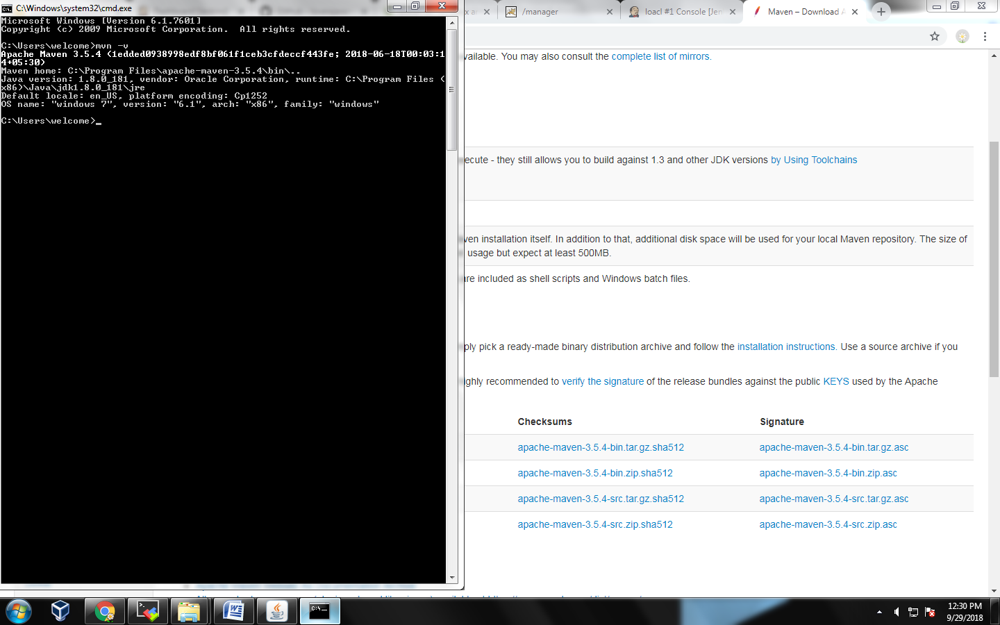 C:\Windows\system32\cmd.exe
Microsoft Windows [Version 6.1.7601]
Copyright (c) 2009 Microsoft Corporation.  All rights reserved.
C:\Users\welcome>mvn -v
Apache Maven 3.5.4 (1edded0938998edf8bf061f1ceb3cfdeccf443fe; 2018-06-18T00:03:1
4+05:30)
Maven home: C:\Program Files\apache-maven-3.5.4\bin\..
Java version: 1.8.0_181, vendor: Oracle Corporation, runtime: C:\Program Files (
x86)\Java\jdk1.8.0_181\jre
Default locale: en_US, platform encoding: Cp1252
OS name: "windows 7", version: "6.1", arch: "x86", family: "windows"
C:\Users\welcome>_
/manager
loacl #1 Console [Jen
Maven – Download A
vailable. You may also consult the complete list of mirrors.
ecute - they still allows you to build against 1.3 and other JDK versions by Using Toolchains
ven installation itself. In addition to that, additional disk space will be used for your local Maven repository. The size of
usage but expect at least 500MB.
are included as shell scripts and Windows batch files.
ply pick a ready-made binary distribution archive and follow the installation instructions. Use a source archive if you
ighly recommended to verify the signature of the release bundles against the public KEYS used by the Apache
Checksums Signature
apache-maven-3.5.4-bin.tar.gz.sha512 apache-maven-3.5.4-bin.tar.gz.asc
apache-maven-3.5.4-bin.zip.sha512 apache-maven-3.5.4-bin.zip.asc
apache-maven-3.5.4-src.tar.gz.sha512 apache-maven-3.5.4-src.tar.gz.asc
apache-maven-3.5.4-src.zip.sha512 apache-maven-3.5.4-src.zip.asc
12:30 PM
9/29/2018